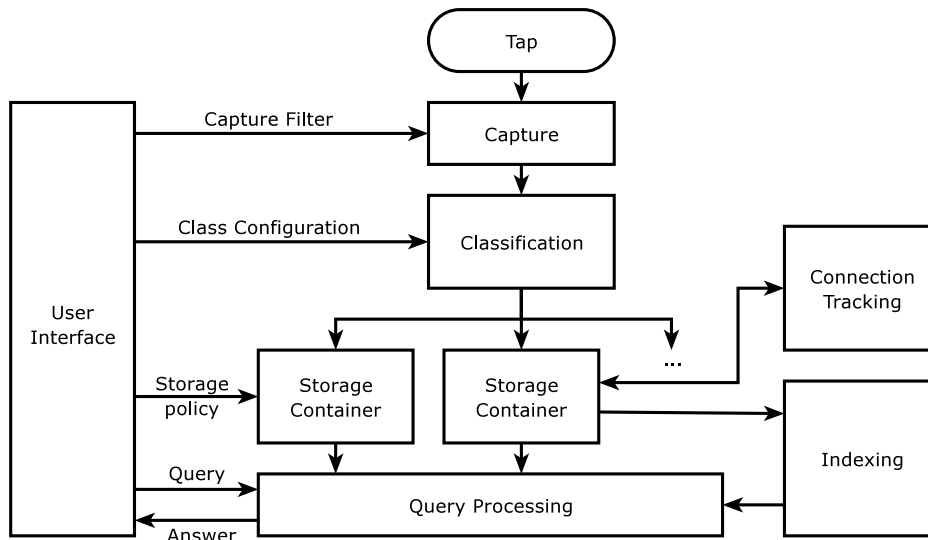 Tap
Capture Filter
Capture
Class Configuration
Classification
User
Interface
Connection
Tracking
...
Storage
policy
Storage
Container
Storage
Container
Indexing
Query
Query Processing
Answer